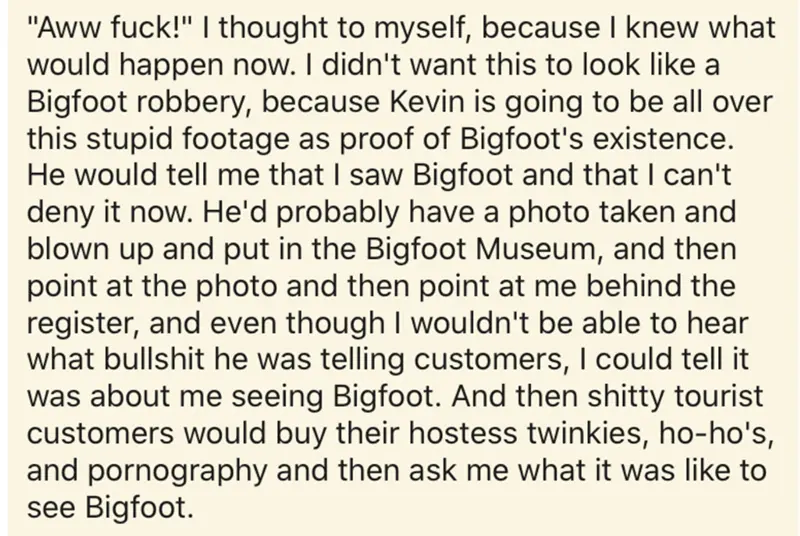 "Aww fuck!" I thought to myself, because I knew what
would happen now. I didn't want this to look like a
Bigfoot robbery, because Kevin is going to be all over
this stupid footage as proof of Bigfoot's existence.
He would tell me that I saw Bigfoot and that I can't
deny it now. He'd probably have a photo taken and
blown up and put in the Bigfoot Museum, and then
point at the photo and then point at me behind the
register, and even though I wouldn't be able to hear
what bullshit he was telling customers, I could tell it
was about me seeing Bigfoot. And then shitty tourist
customers would buy their hostess twinkies, ho-ho's,
and pornography and then ask me what it was like to
see Bigfoot.